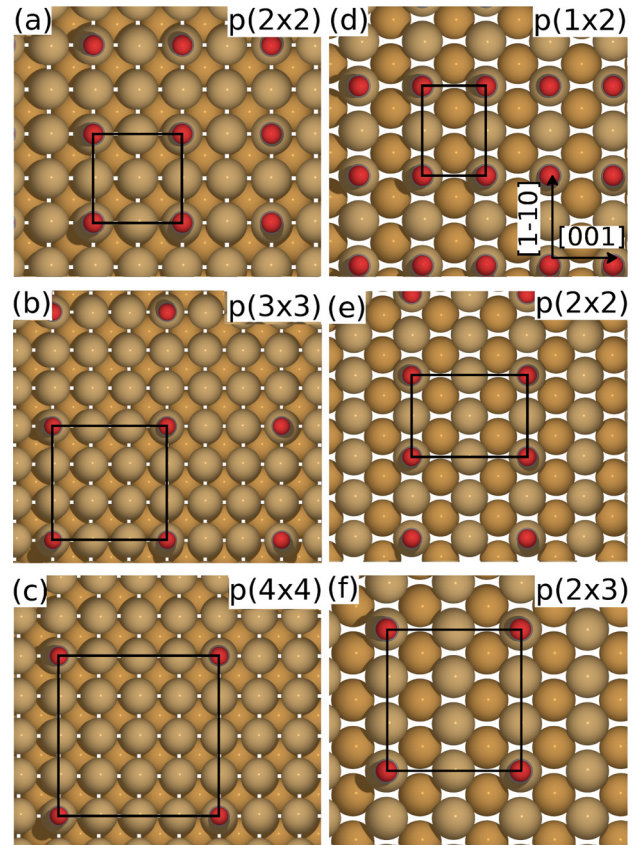 (a) p(2x2)
(d) p(1x2)
[1-10]
[001]
(b) p(3x3)
(e) p(2x2)
(c) p(4x4)
(f) p(2x3)